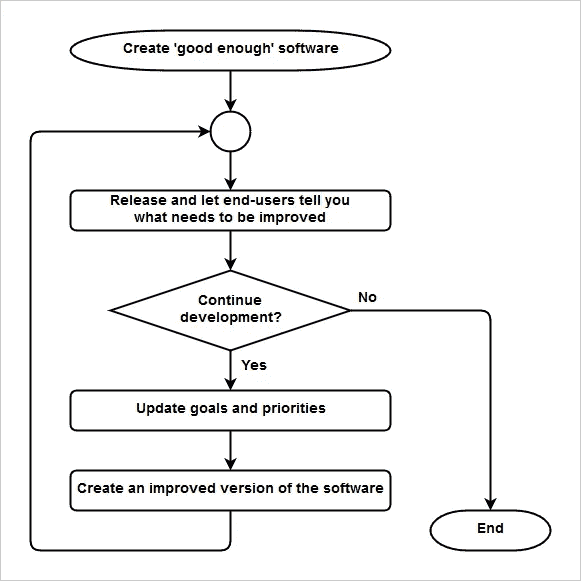 Create 'good enough' software
Release and let end-users tell you
what needs to be improved
Continue
development?
No
Yes
Update goals and priorities
Create an improved version of the software
End